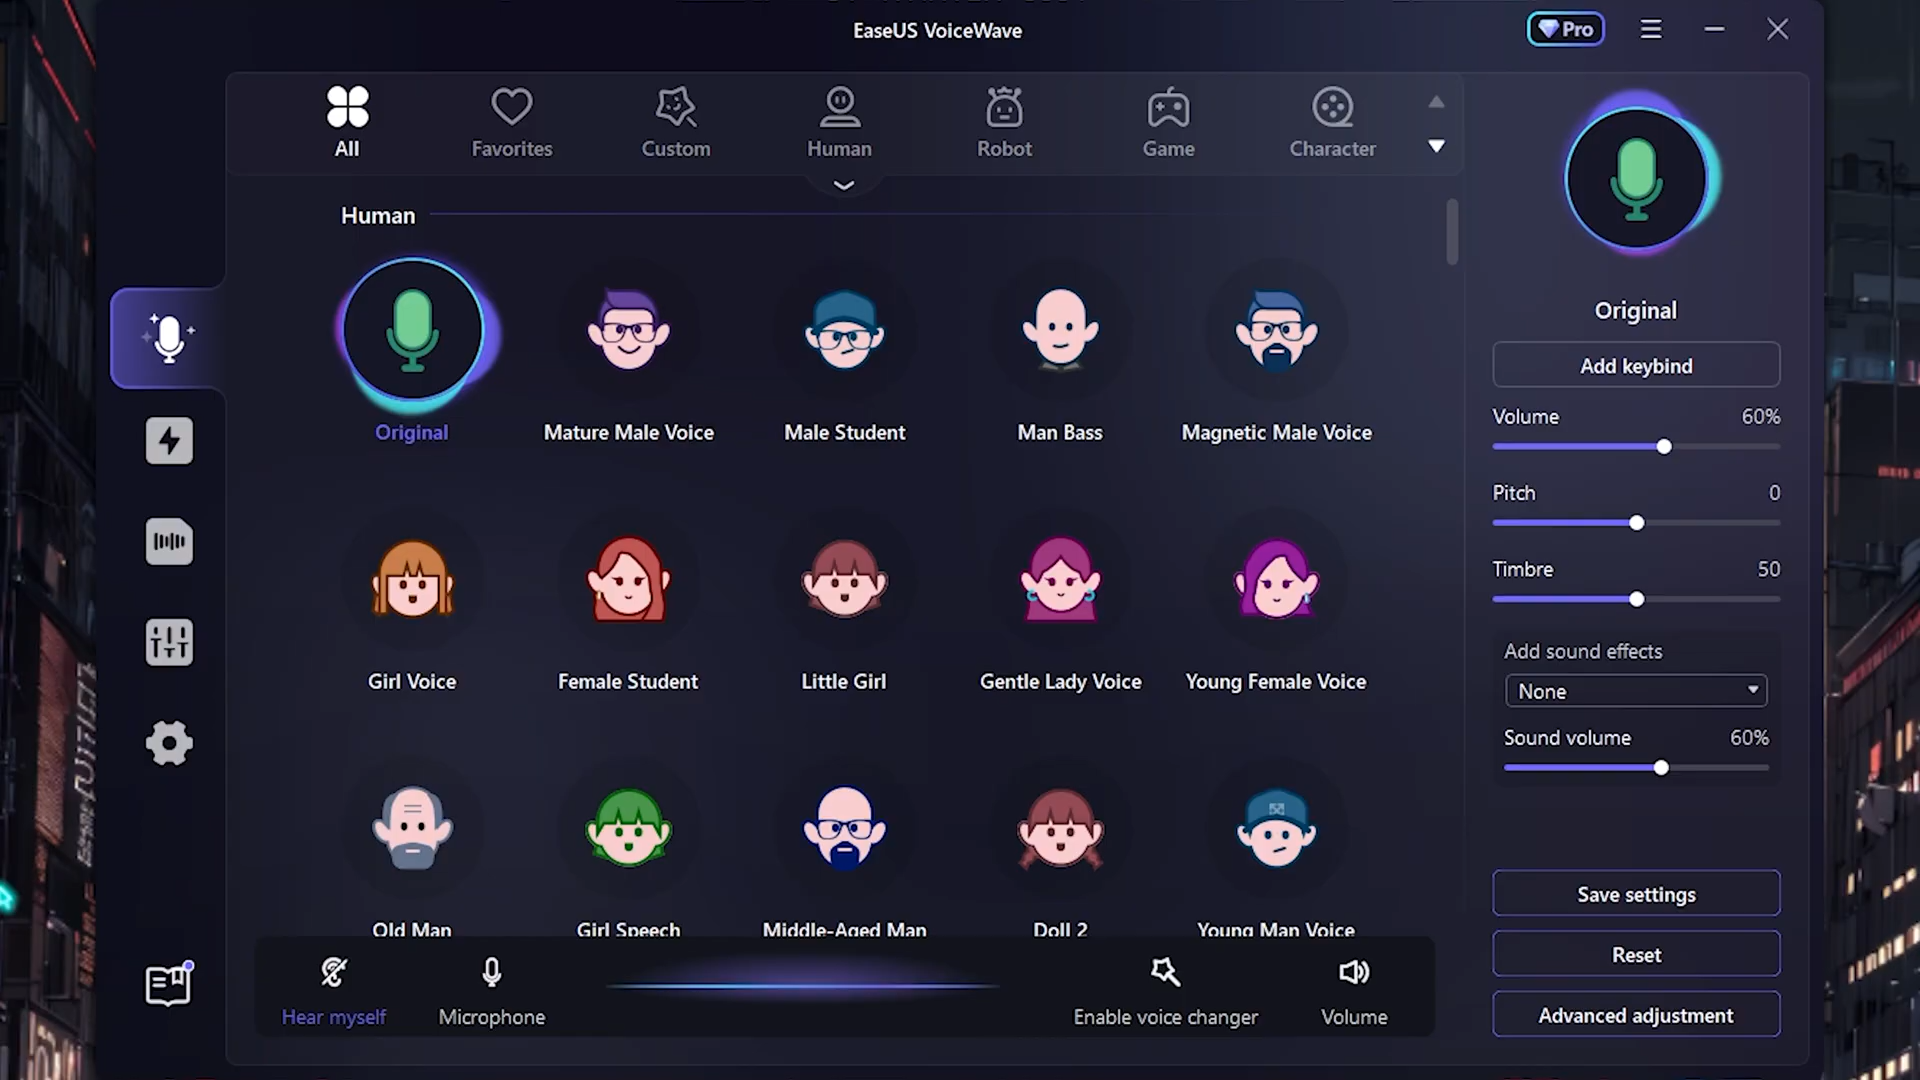 EaseUS VoiceWave
Pro
All
Favorites
Custom
Human
Robot
Game
Character
Human
Original
Mature Male Voice
Male Student
Man Bass
Magnetic Male Voice
Girl Voice
Female Student
Little Girl
Gentle Lady Voice
Young Female Voice
Old Man
Girl Speech
Middle-Aged Man
Doll 2
Young Man Voice
Hear myself
Microphone
Enable voice changer
Volume
Original
Add keybind
Volume 60%
Pitch 0
Timbre 50
Add sound effects
None
Sound volume 60%
Save settings
Reset
Advanced adjustment